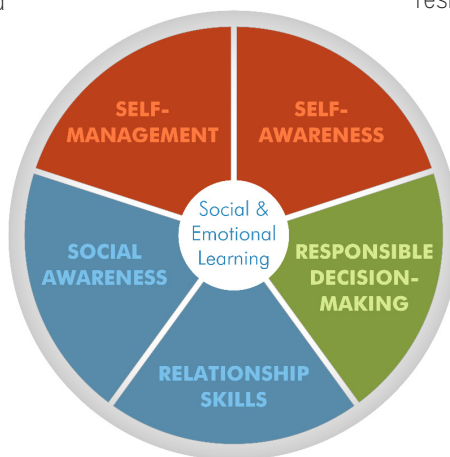 SELF-
MANAGEMENT
SELF-
AWARENESS
Social &
Emotional
Learning
SOCIAL
AWARENESS
RESPONSIBLE
DECISION-
MAKING
RELATIONSHIP
SKILLS